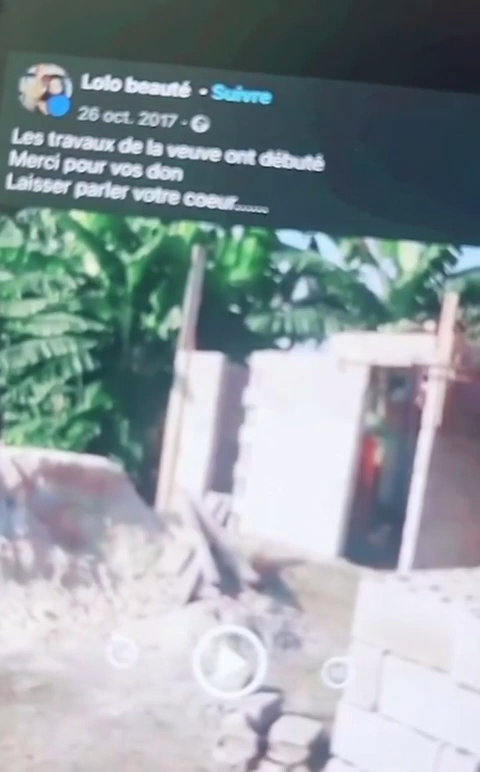 Lolo beauté • Suivre
26 oct. 2017 •
Les travaux de la veuve ont débuté
Merci pour vos don
Laisser parler votre coeur......